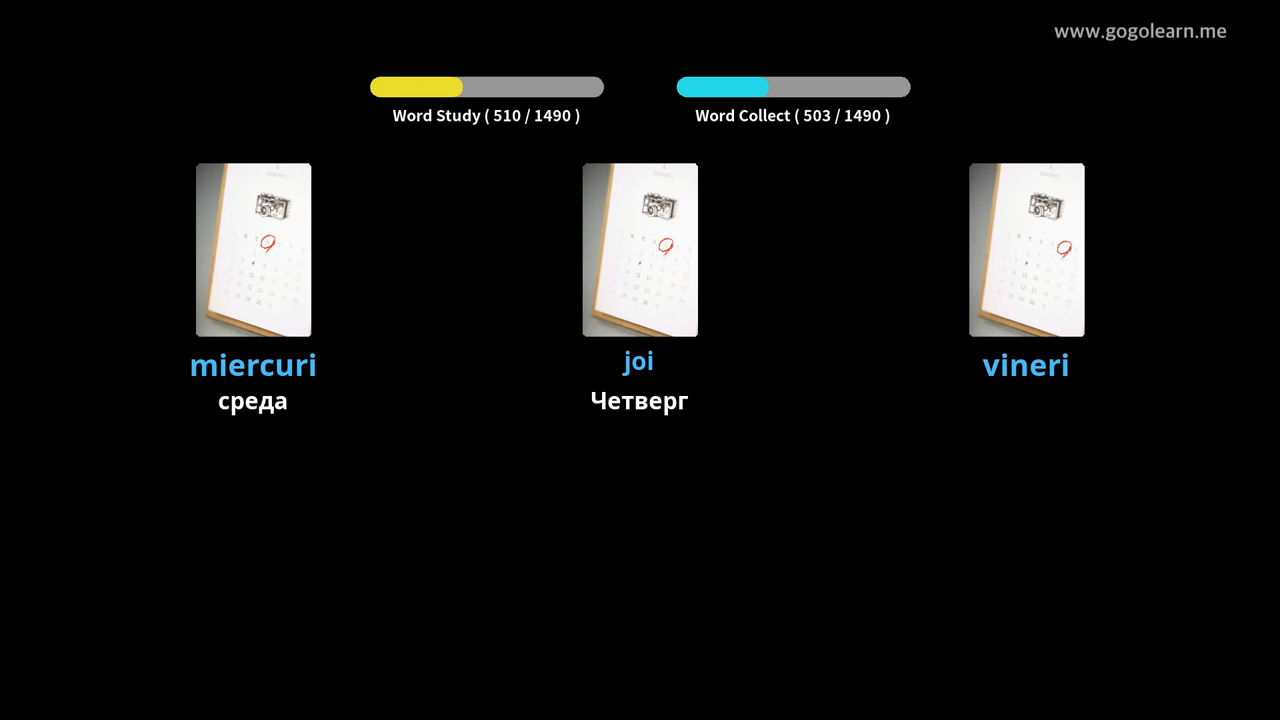 www.gogolearn.me
Word Study ( 510 / 1490 )
Word Collect ( 503 / 1490 )
miercuri
joi
vineri
среда
Четверг